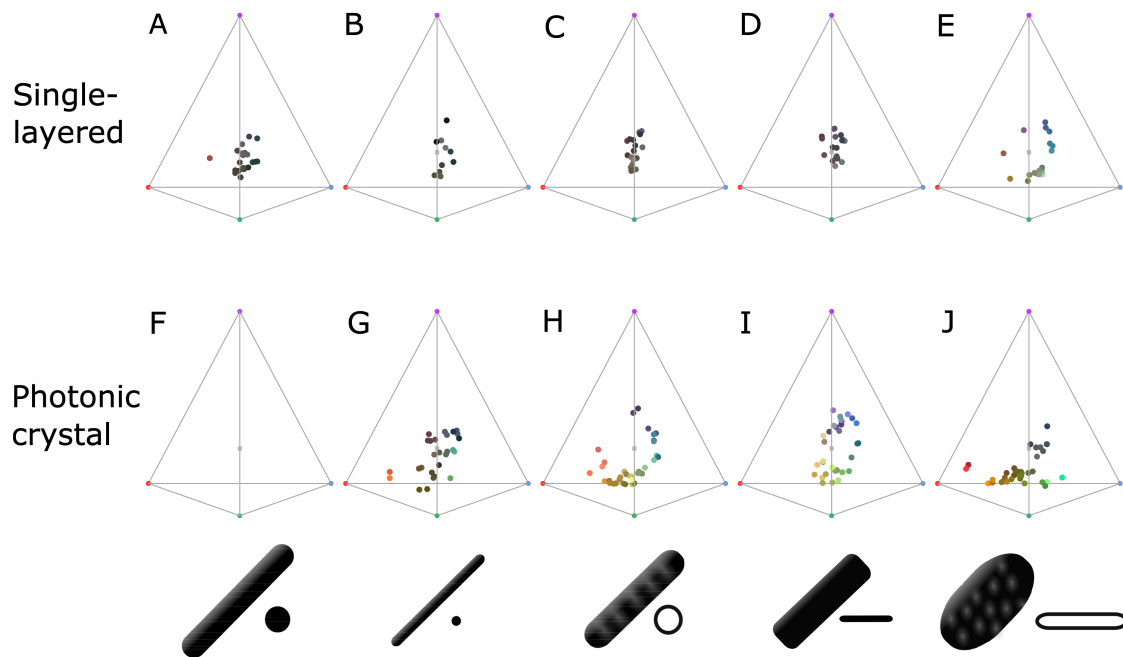 A B C D E
Single-
layered
F G H I J
Photonic
crystal